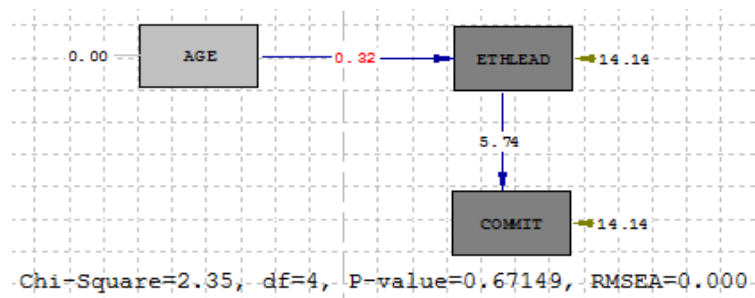 0.00 AGE 0.32 ETHLEAD 14.14
5.74
COMMIT 14.14
Chi-Square=2.35, df=4, P-value=0.67149, RMSEA=0.000